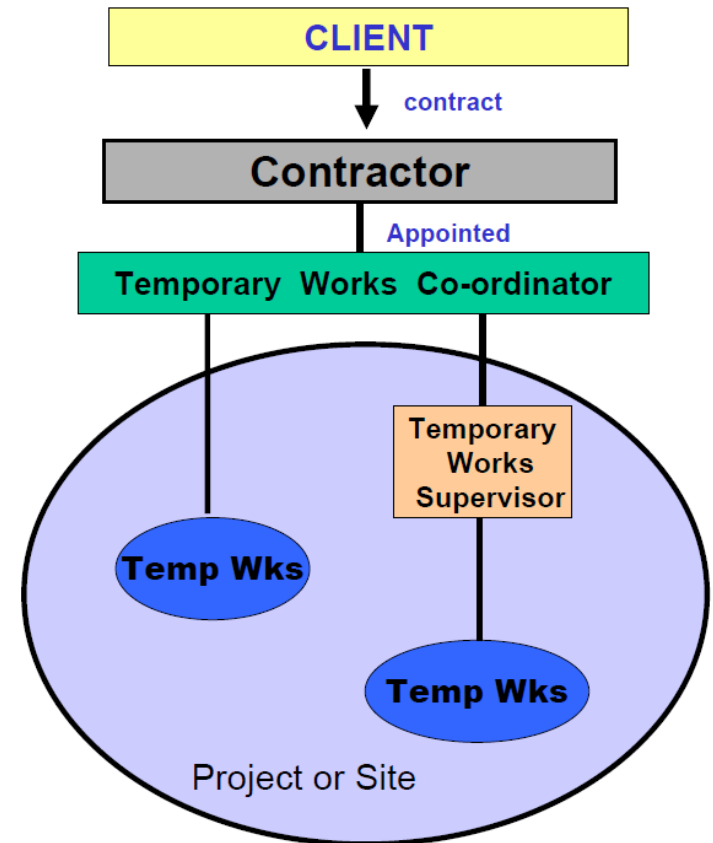 CLIENT
contract
Contractor
Appointed
Temporary Works Co-ordinator
Temporary
Works
Supervisor
Temp Wks
Temp Wks
Project or Site